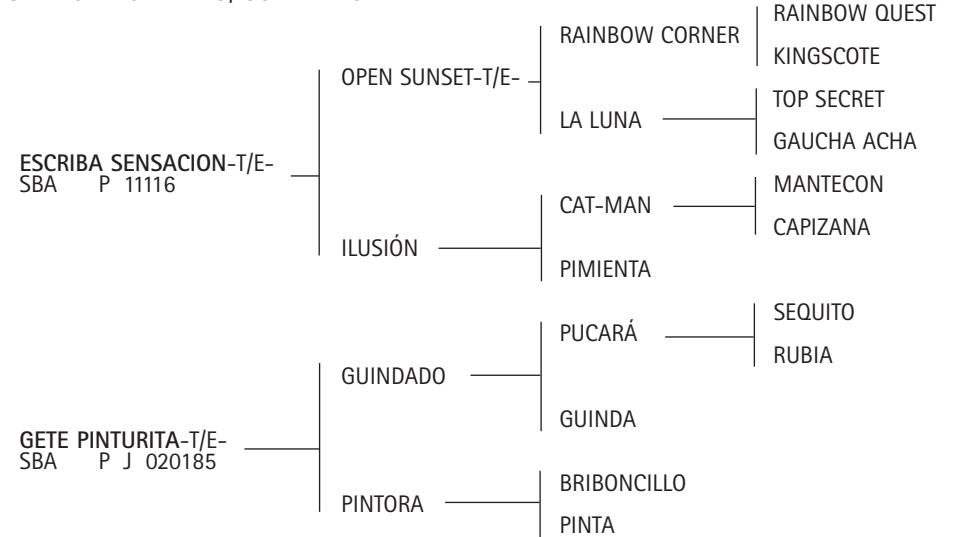 RAINBOW QUEST
RAINBOW CORNER
KINGSCOTE
OPEN SUNSET-T/E-
TOP SECRET
LA LUNA
GAUCHA ACHA
ESCRIBA SENSACION-T/E-
SBA P 11116
MANTECON
CAT-MAN
CAPIZANA
ILUSIÓN
PIMIENTA
SEQUITO
PUCARÁ
RUBIA
GUINDADO
GUINDA
GETE PINTURITA-T/E-
SBA P J 020185
BRIBONCILLO
PINTORA
PINTA